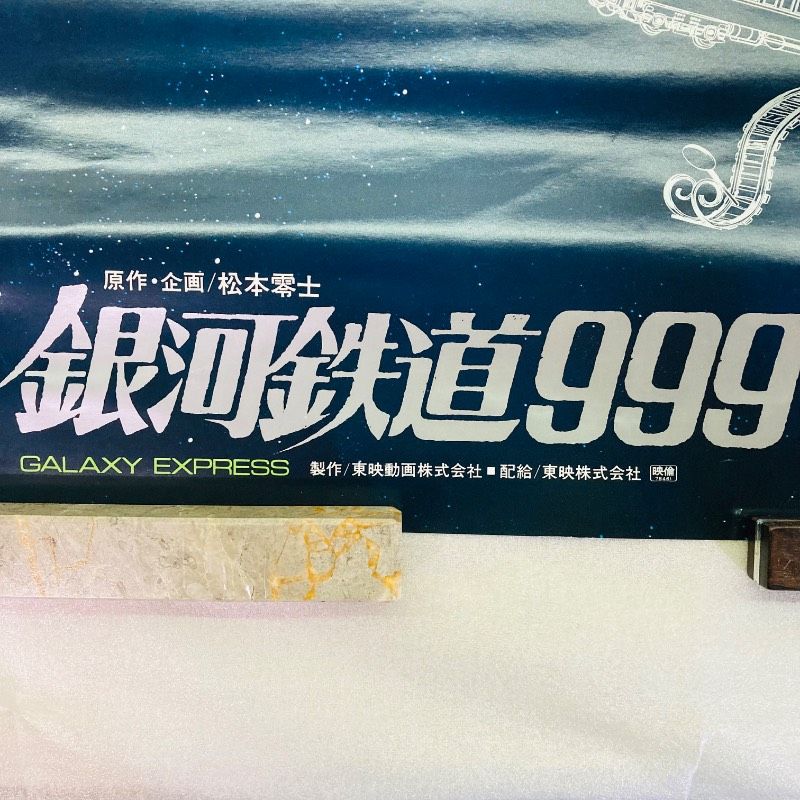 原作・企画/松本零士
銀河鉄道999
GALAXY EXPRESS 製作/東映動画株式会社■配給/東映株式会社 映倫